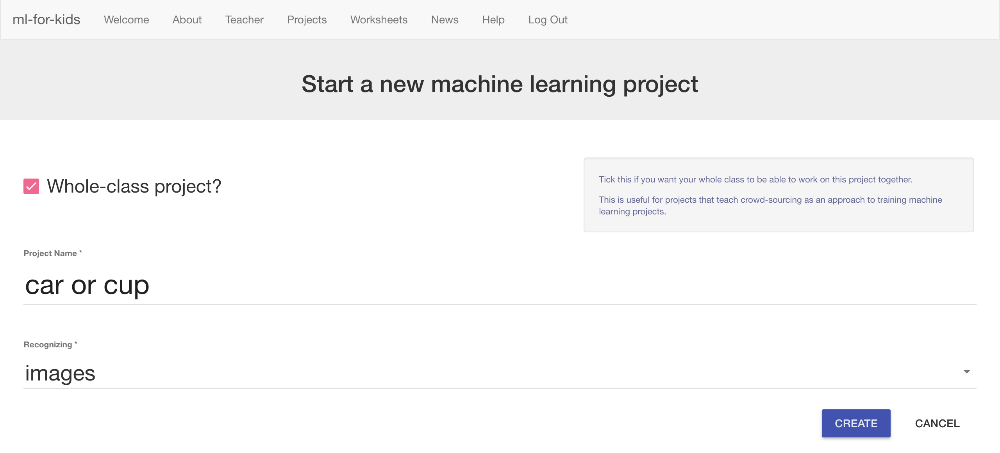 ml-for-kids Welcome About Teacher Projects Worksheets News Help Log Out
Start a new machine learning project
Whole-class project?
Tick this if you want your whole class to be able to work on this project together.
This is useful for projects that teach crowd-sourcing as an approach to training machine
learning projects.
Project Name *
car or cup
Recognizing *
images
CREATE CANCEL